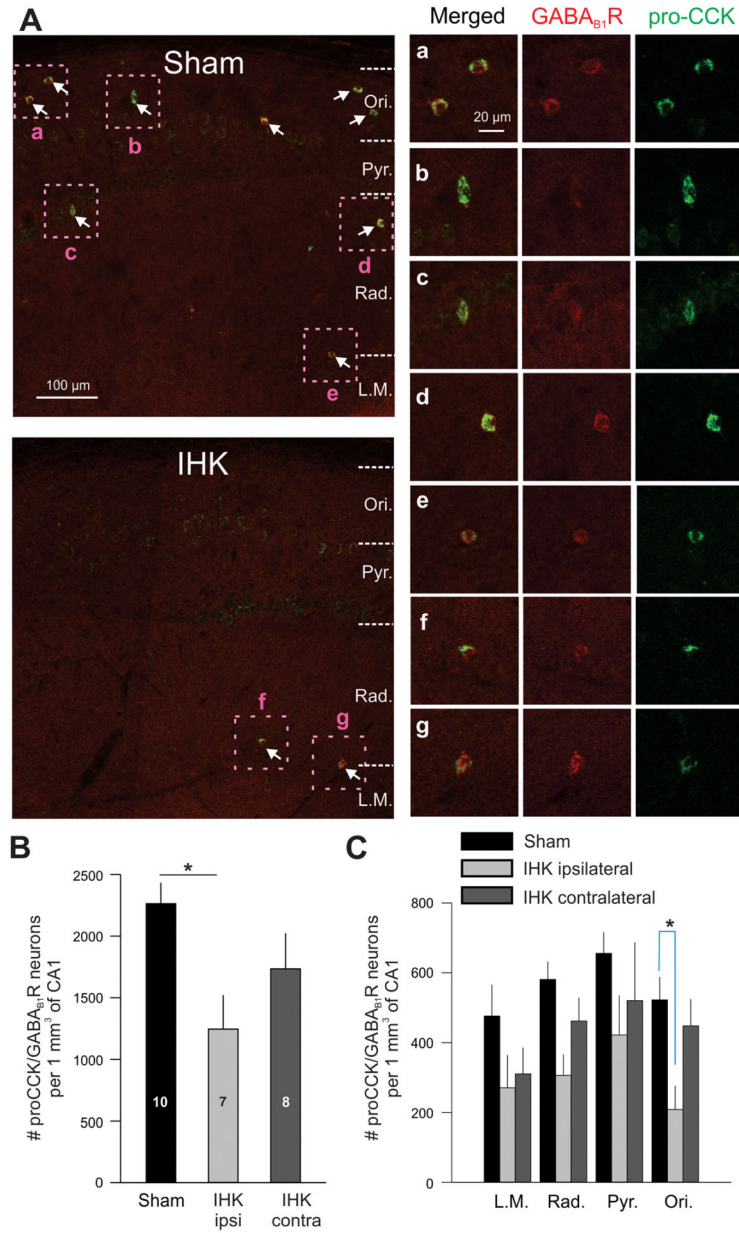 A
Sham
a
b
c
d
e
Ori.
Pyr.
Rad.
L.M.
100 µm
IHK
Ori.
Pyr.
Rad.
L.M.
f
g
Merged GABAB1R pro-CCK
a
20 µm
b
c
d
e
f
g
B
# proCCK/GABAB1R neurons
per 1 mm3 of CA1
2500
2000
1500
1000
500
0
*
10
7
8
Sham
IHK
ipsi
IHK
contra
C
Sham
IHK ipsilateral
IHK contralateral
# proCCK/GABAB1R neurons
per 1 mm3 of CA1
800
600
400
200
0
*
L.M. Rad. Pyr. Ori.